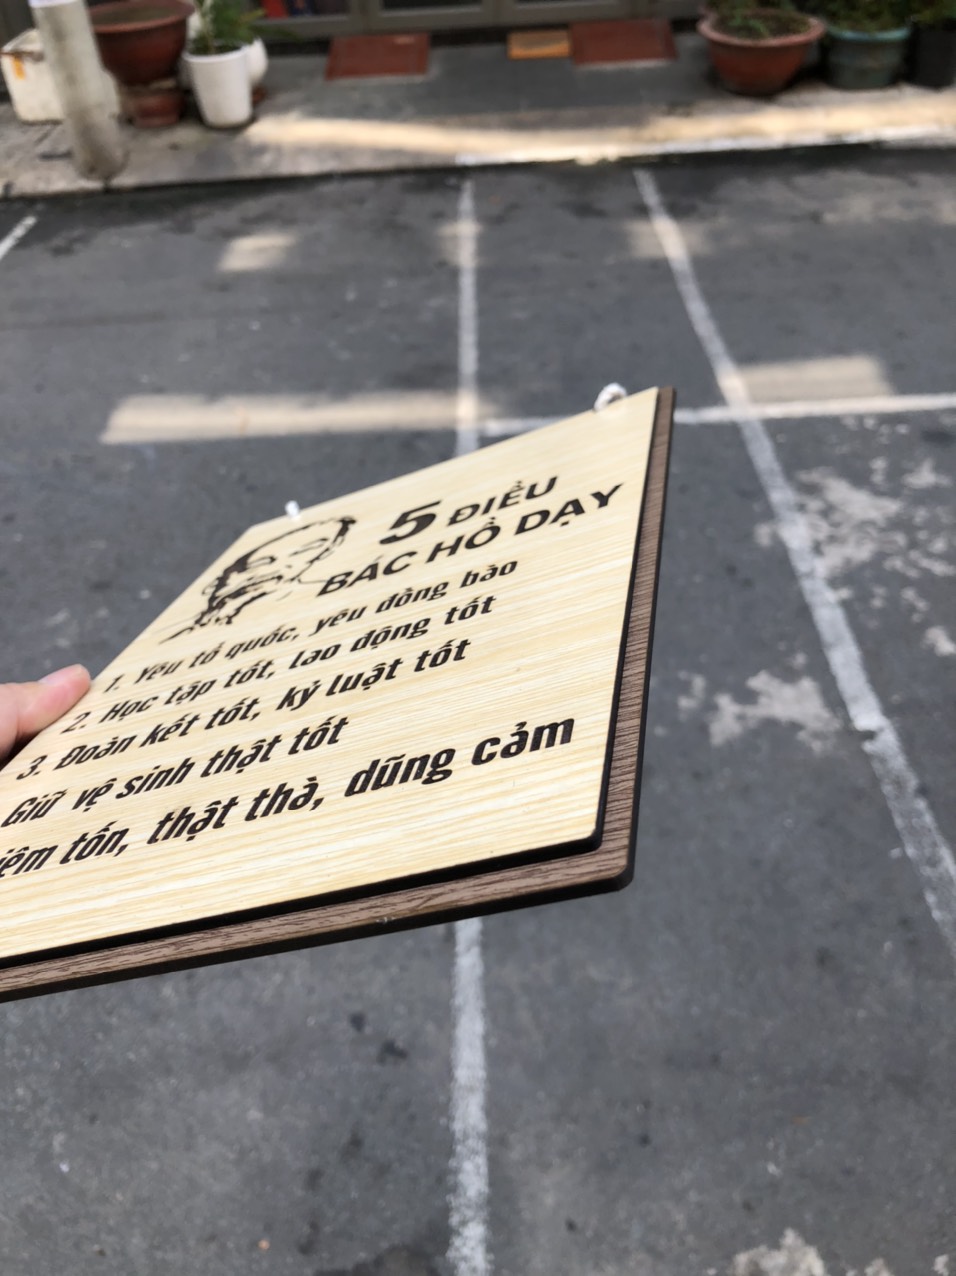 5 ĐIỀU
BÁC HỒ DẠY
1. Yêu tổ quốc, yêu đồng bào
2. Học tập tốt, lao động tốt
3. Đoàn kết tốt, kỷ luật tốt
Giữ vệ sinh thật tốt
iêm tốn, thật thà, dũng cảm